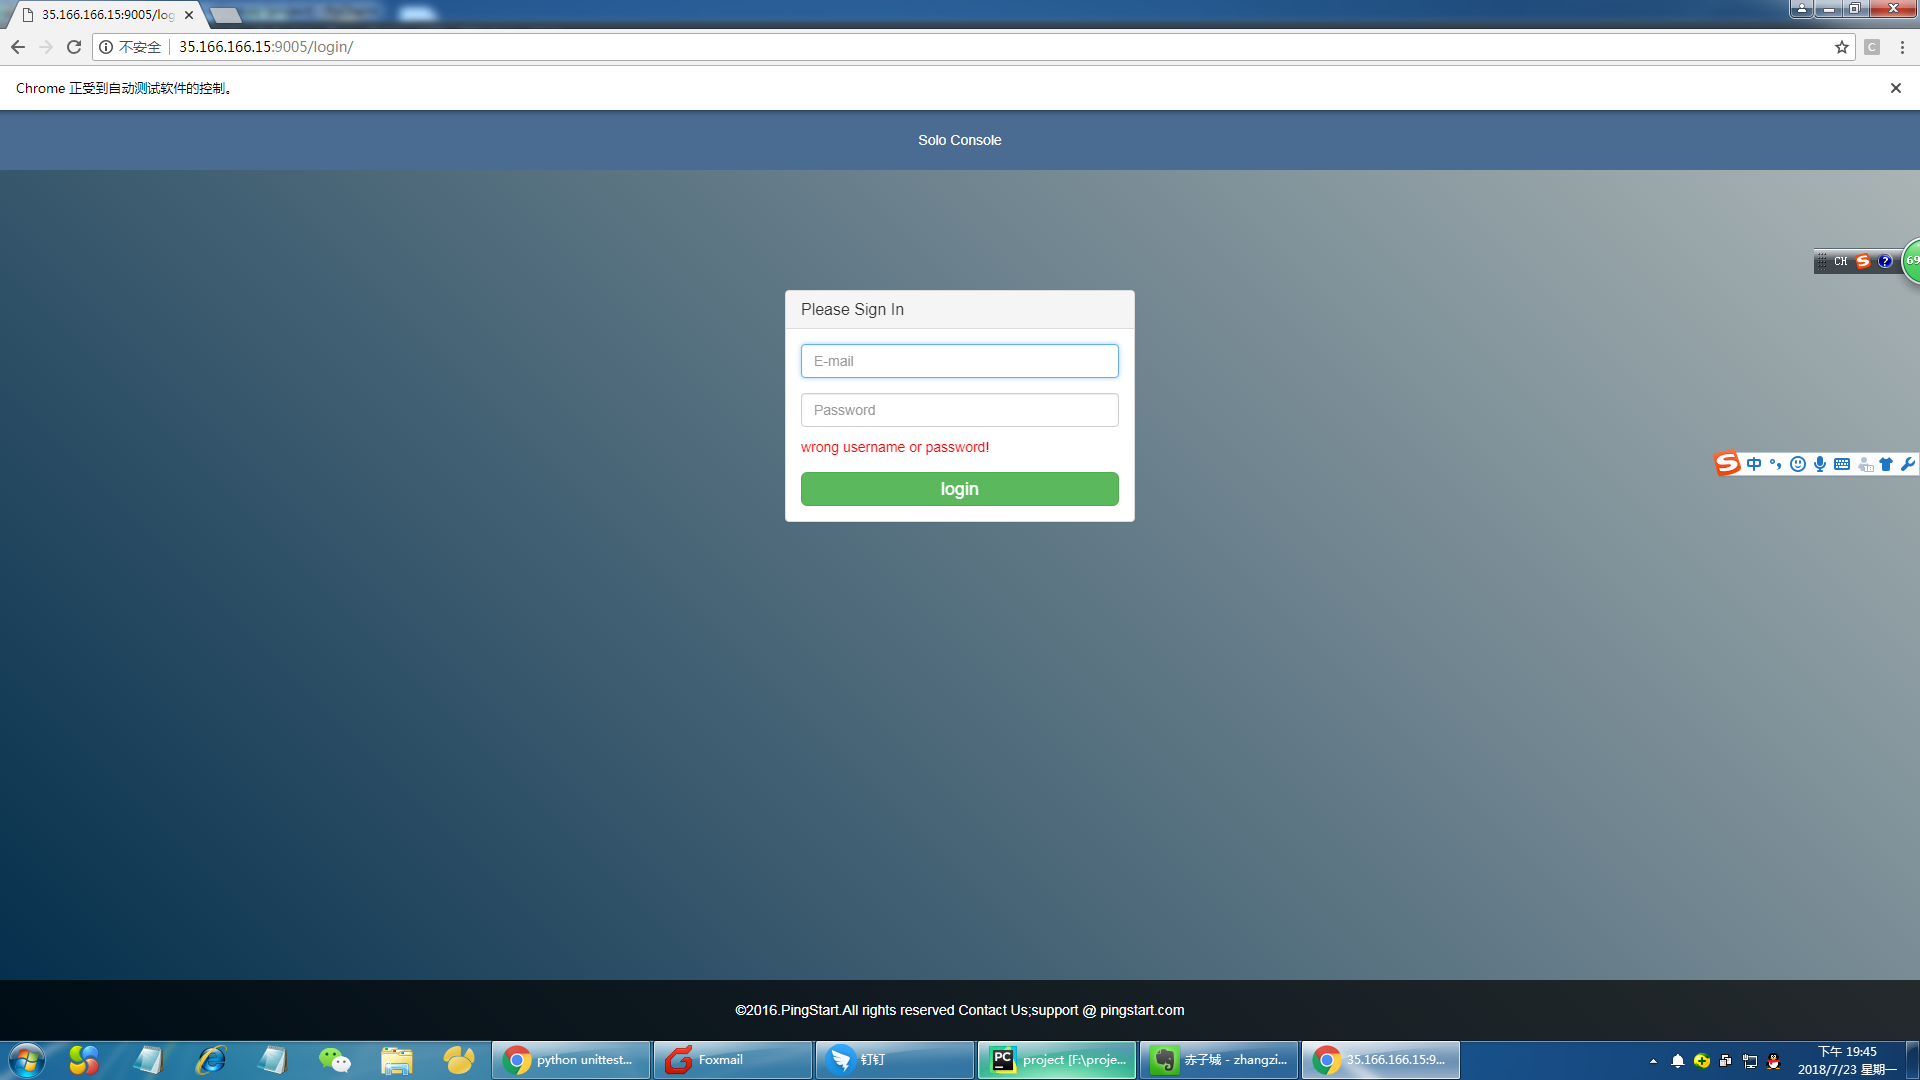 35.166.166.15:9005/log
不安全 35.166.166.15:9005/login/
C
Chrome 正受到自动测试软件的控制。
Solo Console
CH
69
Please Sign In
E-mail
Password
wrong username or password!
login
中
©2016.PingStart.All rights reserved Contact Us;support @ pingstart.com
python unittest...
Foxmail
钉钉
PC
project [F:\proje...
赤子城 - zhangzi...
35.166.166.15:9...
下午 19:45
2018/7/23 星期一